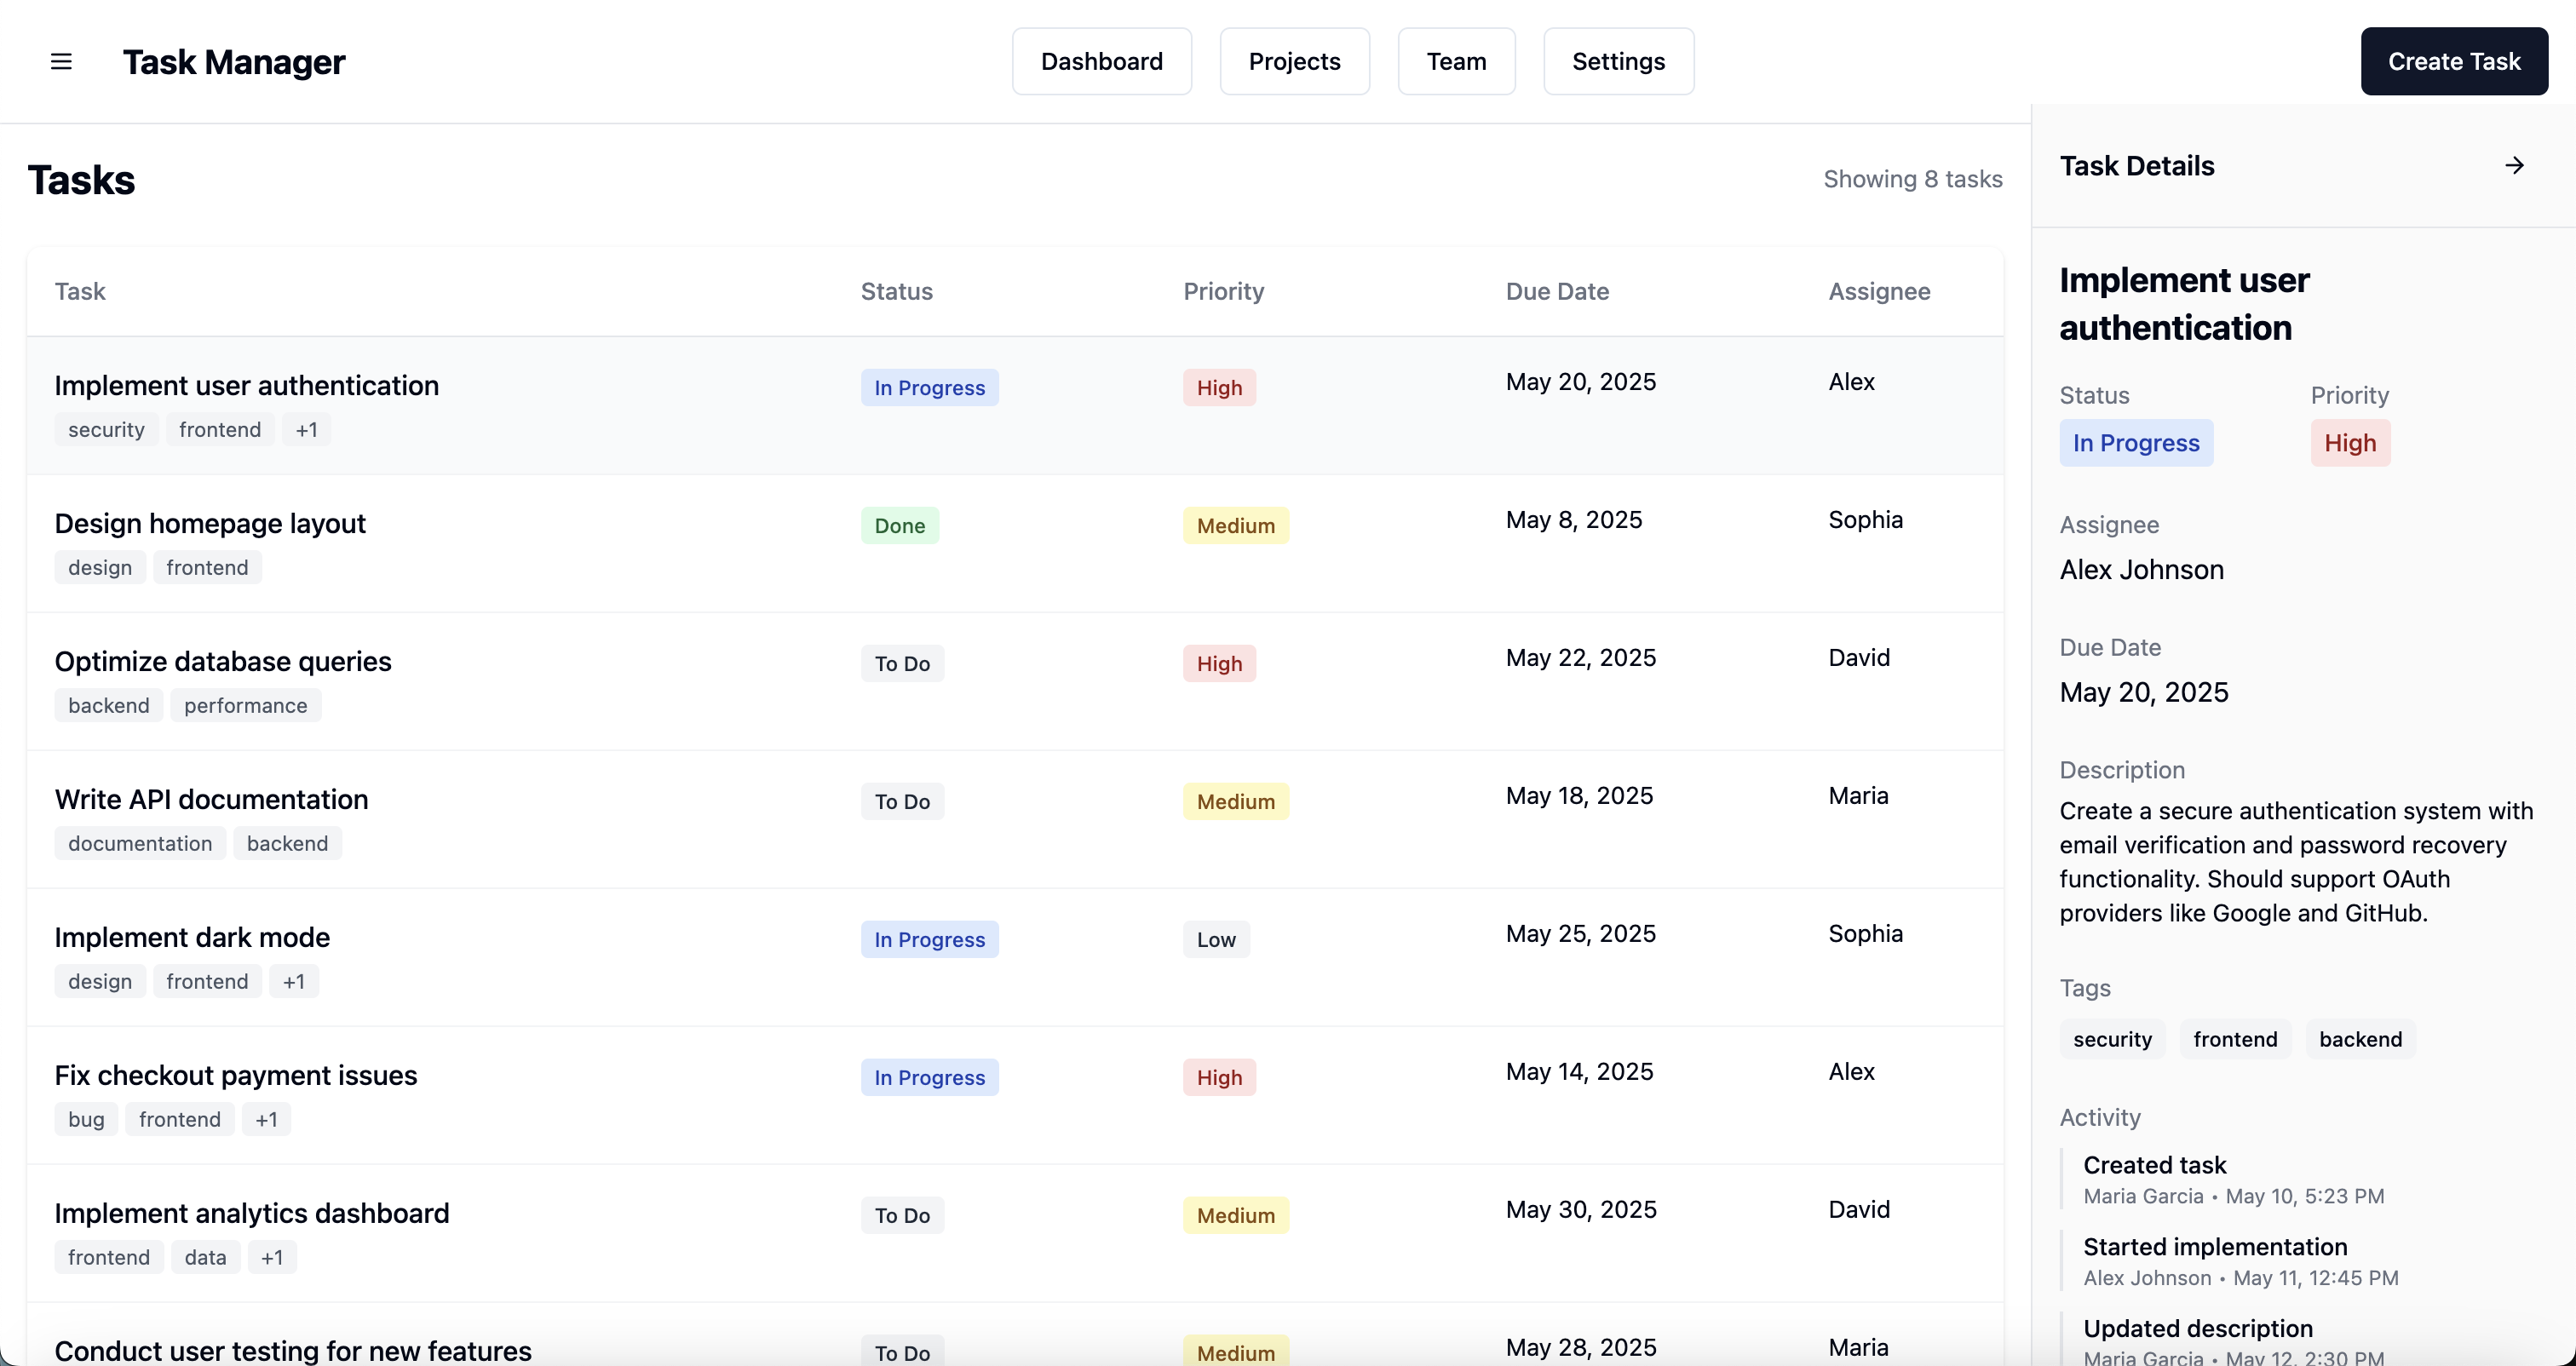 Task Manager
Dashboard
Projects
Team
Settings
Create Task
Tasks
Showing 8 tasks
Task Status Priority Due Date Assignee
Implement user authentication In Progress High May 20, 2025 Alex
security frontend +1
Design homepage layout Done Medium May 8, 2025 Sophia
design frontend
Optimize database queries To Do High May 22, 2025 David
backend performance
Write API documentation To Do Medium May 18, 2025 Maria
documentation backend
Implement dark mode In Progress Low May 25, 2025 Sophia
design frontend +1
Fix checkout payment issues In Progress High May 14, 2025 Alex
bug frontend +1
Implement analytics dashboard To Do Medium May 30, 2025 David
frontend data +1
Conduct user testing for new features To Do Medium May 28, 2025 Maria
Task Details
Implement user
authentication
Status Priority
In Progress High
Assignee
Alex Johnson
Due Date
May 20, 2025
Description
Create a secure authentication system with
email verification and password recovery
functionality. Should support OAuth
providers like Google and GitHub.
Tags
security frontend backend
Activity
Created task
Maria Garcia • May 10, 5:23 PM
Started implementation
Alex Johnson • May 11, 12:45 PM
Updated description
Maria Garcia • May 12, 2:30 PM